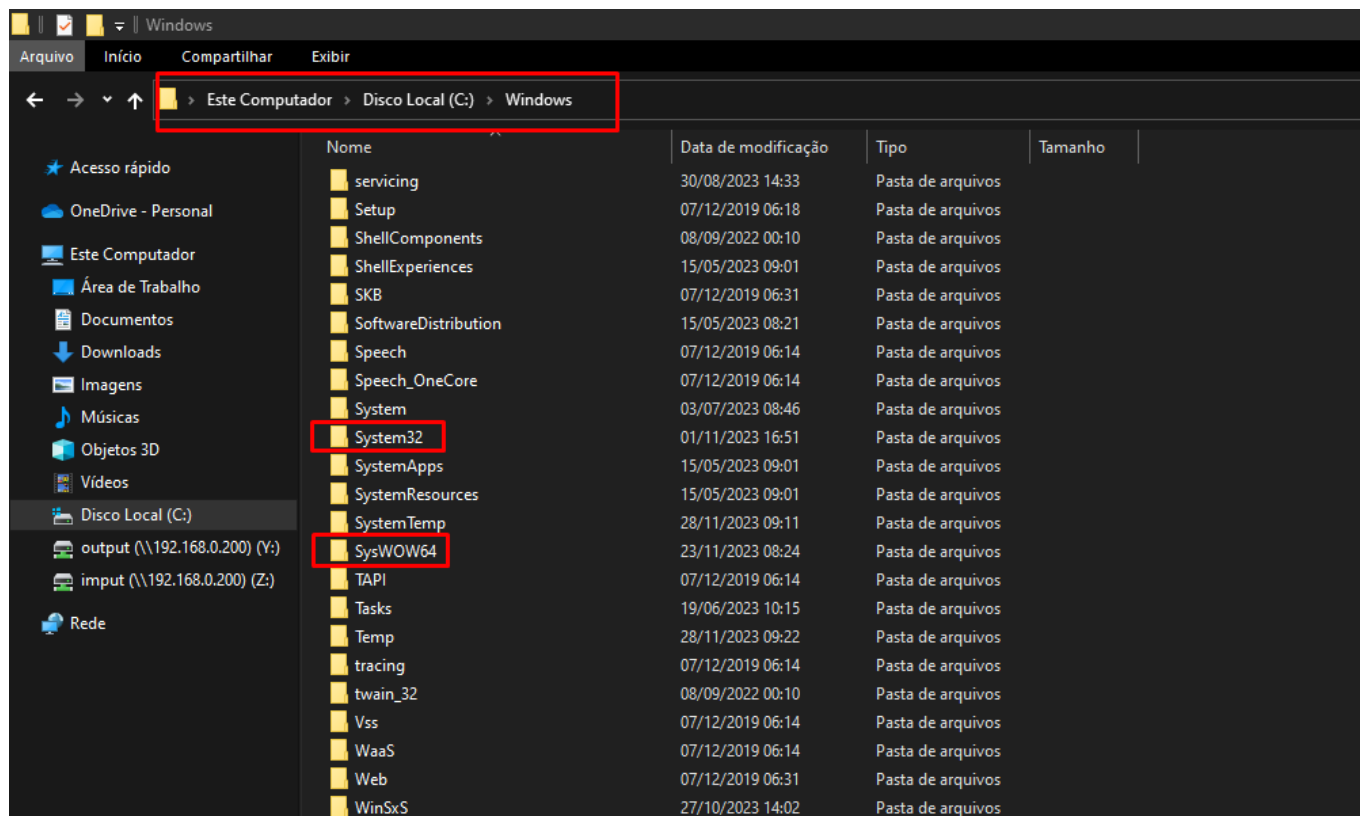 Windows
Arquivo Início Compartilhar Exibir
Este Computador > Disco Local (C:) > Windows
Nome Data de modificação Tipo Tamanho
Acesso rápido
OneDrive - Personal
Este Computador
Área de Trabalho
Documentos
Downloads
Imagens
Músicas
Objetos 3D
Vídeos
Disco Local (C:)
output (\\192.168.0.200) (Y:)
imput (\\192.168.0.200) (Z:)
Rede
servicing 30/08/2023 14:33 Pasta de arquivos
Setup 07/12/2019 06:18 Pasta de arquivos
ShellComponents 08/09/2022 00:10 Pasta de arquivos
ShellExperiences 15/05/2023 09:01 Pasta de arquivos
SKB 07/12/2019 06:31 Pasta de arquivos
SoftwareDistribution 15/05/2023 08:21 Pasta de arquivos
Speech 07/12/2019 06:14 Pasta de arquivos
Speech_OneCore 07/12/2019 06:14 Pasta de arquivos
System 03/07/2023 08:46 Pasta de arquivos
System32 01/11/2023 16:51 Pasta de arquivos
SystemApps 15/05/2023 09:01 Pasta de arquivos
SystemResources 15/05/2023 09:01 Pasta de arquivos
SystemTemp 28/11/2023 09:11 Pasta de arquivos
SysWOW64 23/11/2023 08:24 Pasta de arquivos
TAPI 07/12/2019 06:14 Pasta de arquivos
Tasks 19/06/2023 10:15 Pasta de arquivos
Temp 28/11/2023 09:22 Pasta de arquivos
tracing 07/12/2019 06:14 Pasta de arquivos
twain_32 08/09/2022 00:10 Pasta de arquivos
Vss 07/12/2019 06:14 Pasta de arquivos
WaaS 07/12/2019 06:14 Pasta de arquivos
Web 07/12/2019 06:31 Pasta de arquivos
WinSxS 27/10/2023 14:02 Pasta de arquivos